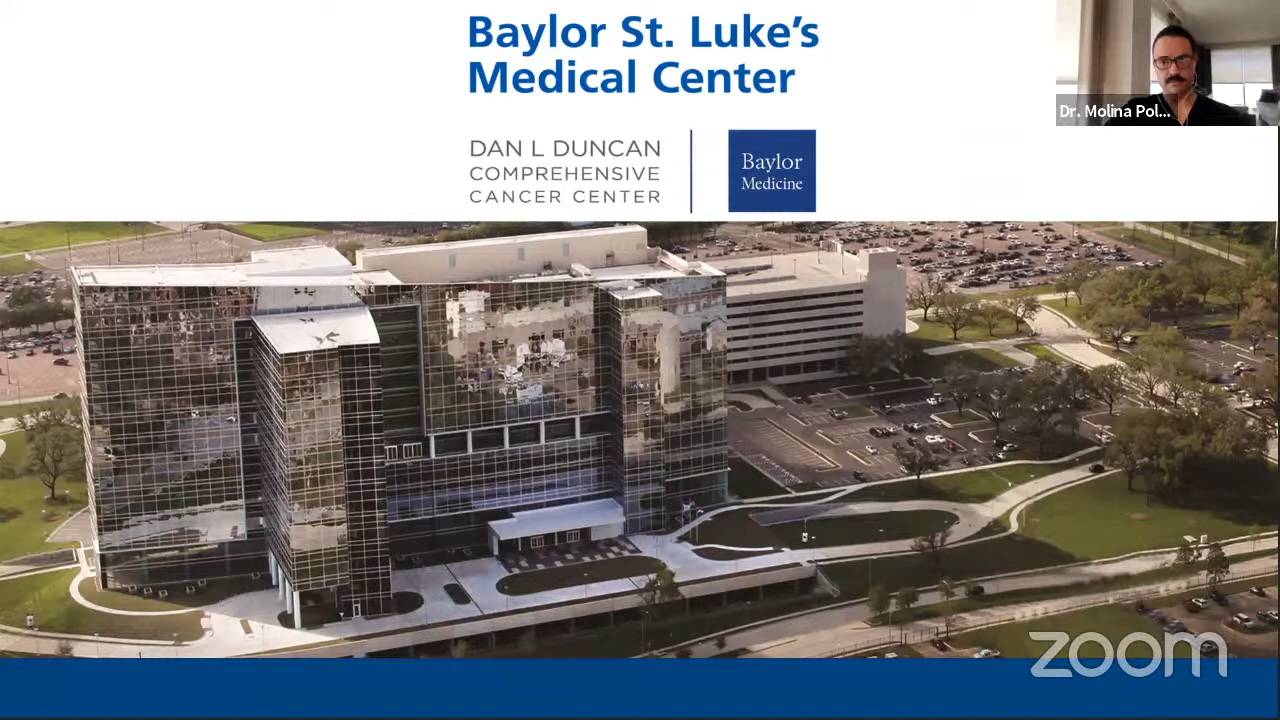 Baylor St. Luke's
Medical Center
Dr. Molina Pol...
DAN L DUNCAN
COMPREHENSIVE
CANCER CENTER
Baylor
Medicine
zoom